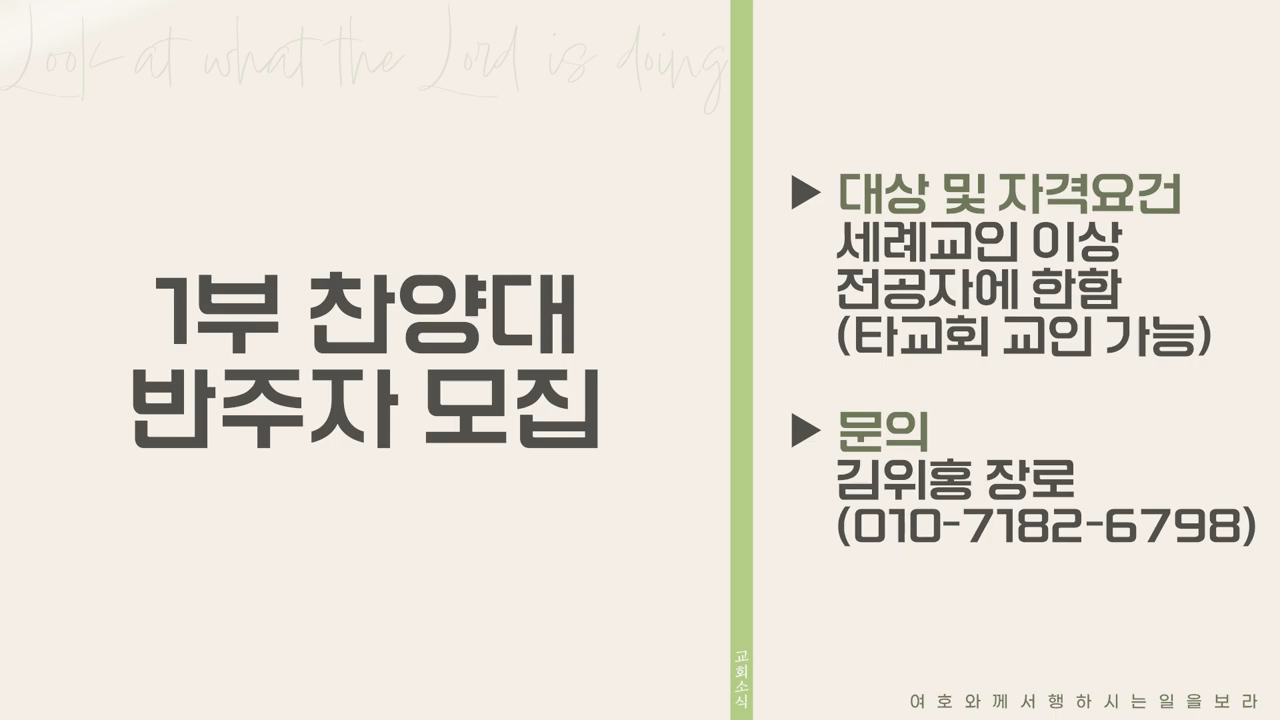 Look at what the Lord is doing
1부 찬양대
반주자 모집
▶ 대상 및 자격요건
세례교인 이상
전공자에 한함
(타교회 교인 가능)
▶ 문의
김위홍 장로
(010-7182-6798)
교회소식
여호와께서행하시는일을보라